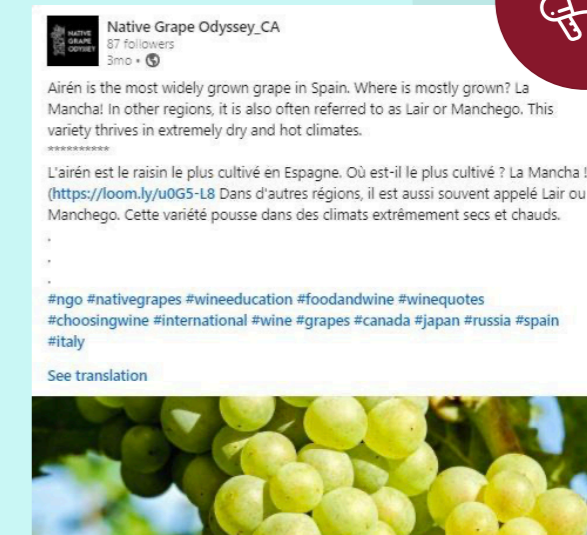 NATIVE
GRAPE
ODYSSEY
Native Grape Odyssey_CA
87 followers
3mo •
Airén is the most widely grown grape in Spain. Where is mostly grown? La
Mancha! In other regions, it is also often referred to as Lair or Manchego. This
variety thrives in extremely dry and hot climates.
**********
L'airén est le raisin le plus cultivé en Espagne. Où est-il le plus cultivé ? La Mancha !
(https://loom.ly/u0G5-L8 Dans d'autres régions, il est aussi souvent appelé Lair ou
Manchego. Cette variété pousse dans des climats extrêmement secs et chauds.
.
.
.
#ngo #nativegrapes #wineeducation #foodandwine #winequotes
#choosingwine #international #wine #grapes #canada #japan #russia #spain
#italy
See translation